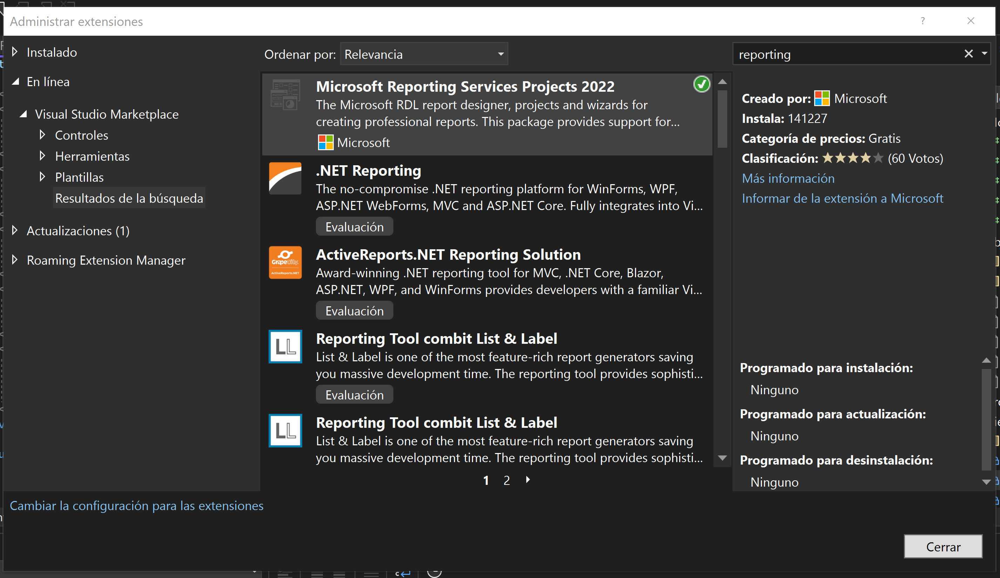 Administrar extensiones
?
Instalado
En línea
Visual Studio Marketplace
Controles
Herramientas
Plantillas
Resultados de la búsqueda
Actualizaciones (1)
Roaming Extension Manager
Ordenar por: Relevancia
Microsoft Reporting Services Projects 2022
The Microsoft RDL report designer, projects and wizards for
creating professional reports. This package provides support for...
Microsoft
.NET Reporting
The no-compromise .NET reporting platform for WinForms, WPF,
ASP.NET WebForms, MVC and ASP.NET Core. Fully integrates into Vi...
Evaluación
GrapeCity.
ActiveReports.NET
ActiveReports.NET Reporting Solution
Award-winning .NET reporting tool for MVC, .NET Core, Blazor,
ASP.NET, WPF, and WinForms provides developers with a familiar Vi...
Evaluación
LL
Reporting Tool combit List & Label
List & Label is one of the most feature-rich report generators saving
you massive development time. The reporting tool provides sophisti...
Evaluación
LL
Reporting Tool combit List & Label
List & Label is one of the most feature-rich report generators saving
you massive development time. The reporting tool provides sophisti...
1 2
reporting
Creado por: Microsoft
Instala: 141227
Categoría de precios: Gratis
Clasificación: (60 Votos)
Más información
Informar de la extensión a Microsoft
Programado para instalación:
Ninguno
Programado para actualización:
Ninguno
Programado para desinstalación:
Ninguno
Cambiar la configuración para las extensiones
Cerrar